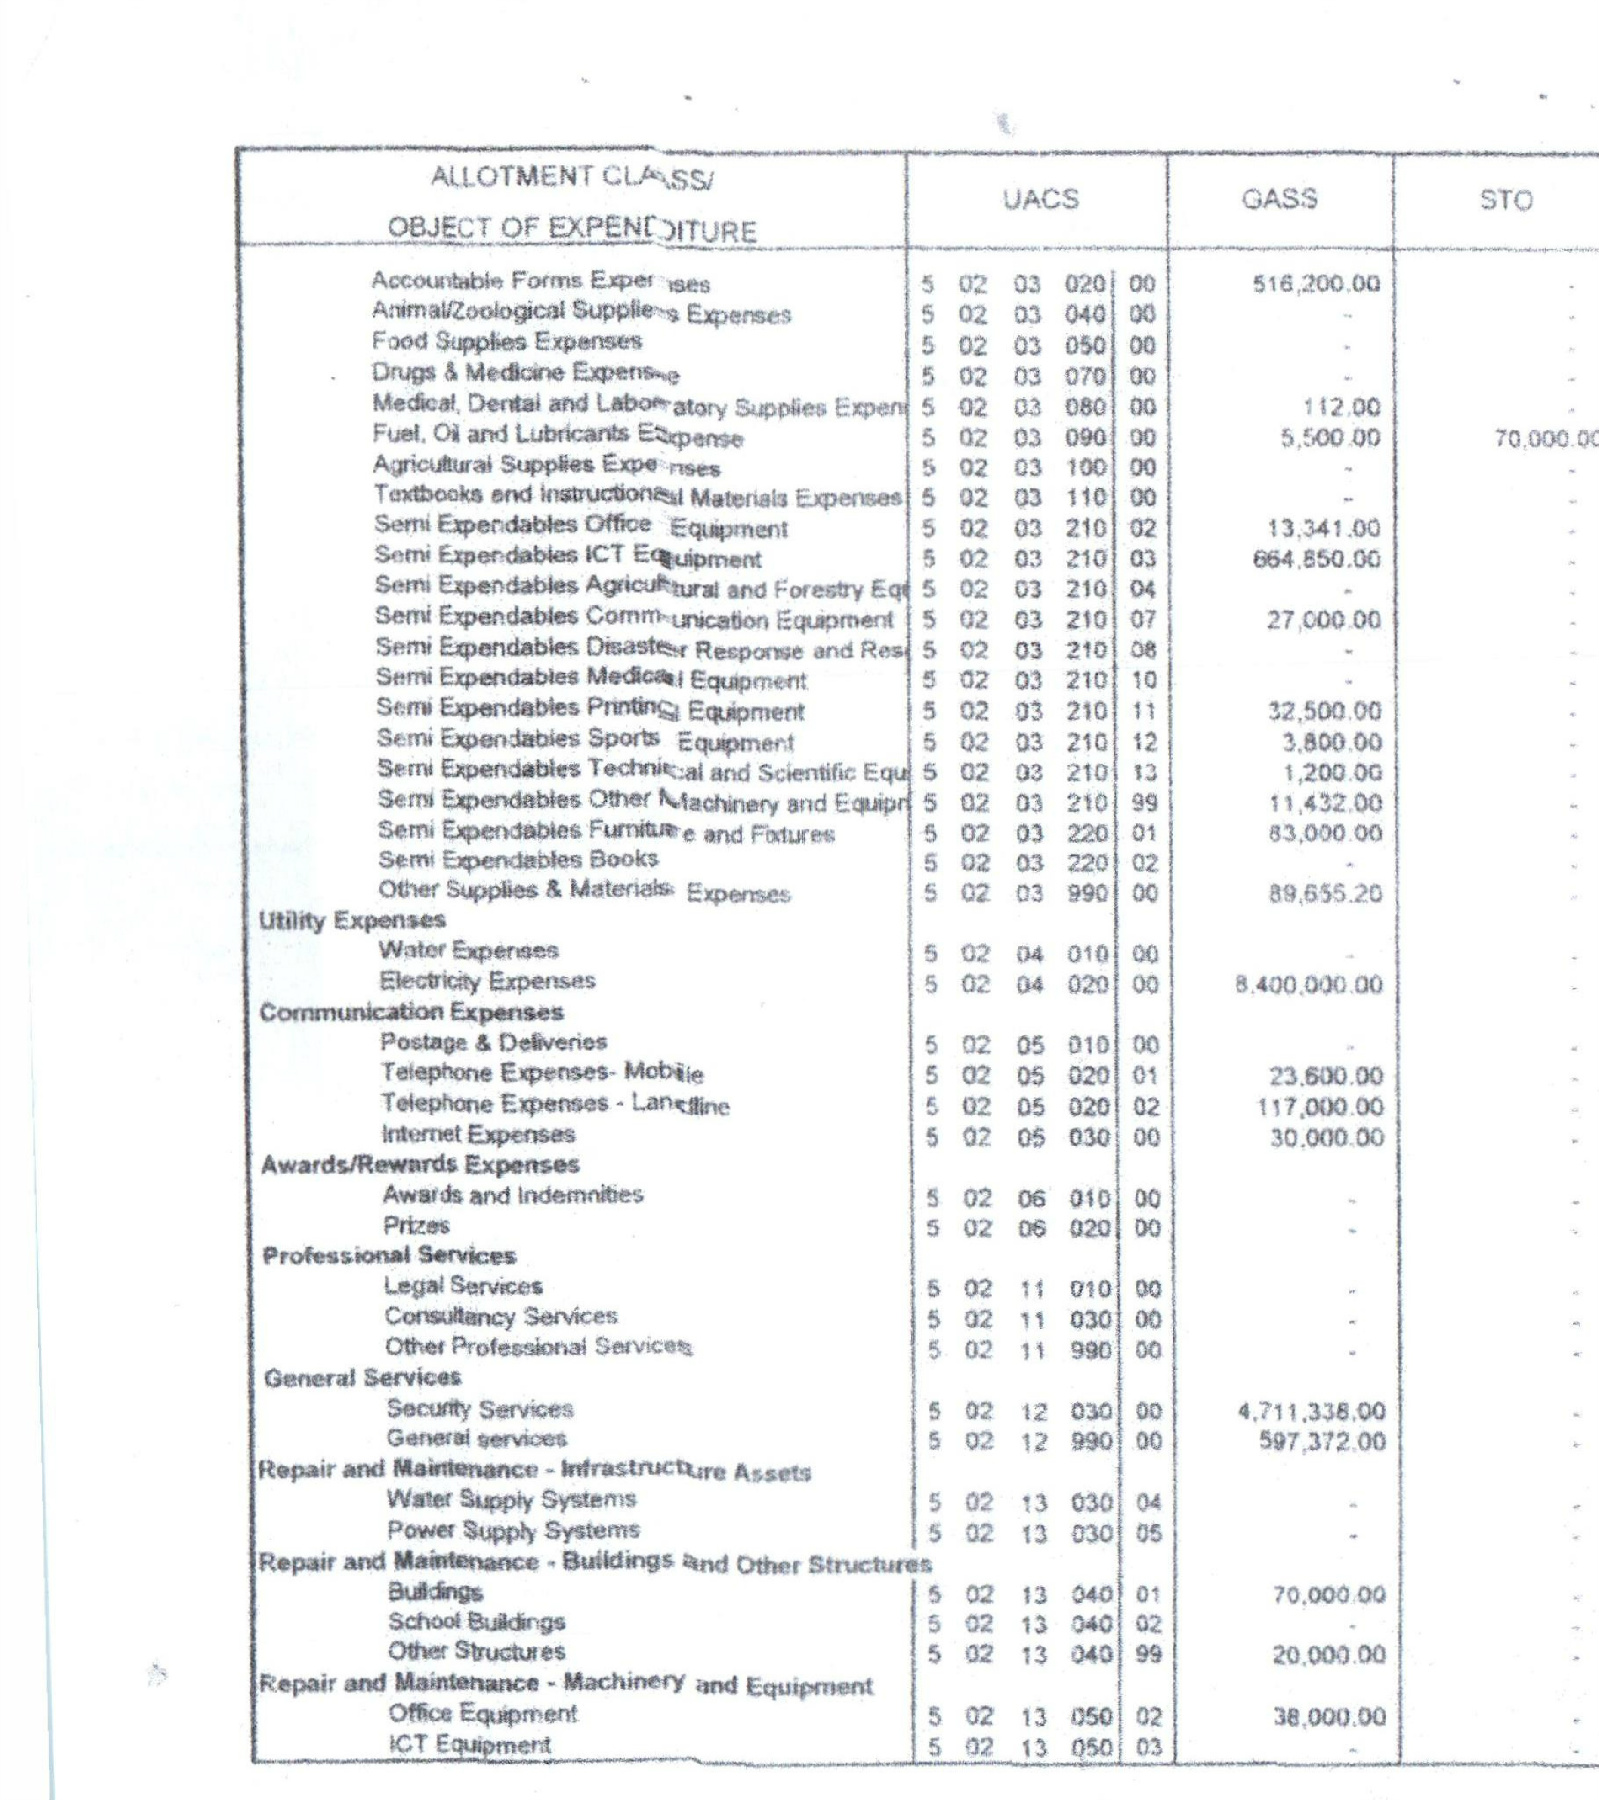 ALLOTMENT CLASS/
OBJECT OF EXPENDITURE UACS GASS STO
Accountable Forms Expenses 5 02 03 020 00 516,200.00 -
Animal/Zoological Supplies Expenses 5 02 03 040 00 - -
Food Supplies Expenses 5 02 03 050 00 - -
Drugs & Medicine Expense 5 02 03 070 00 - -
Medical, Dental and Laboratory Supplies Expen 5 02 03 080 00 112.00 -
Fuel, Oil and Lubricants Expense 5 02 03 090 00 5,500.00 70,000.00
Agricultural Supplies Expenses 5 02 03 100 00 - -
Textbooks and Instructional Materials Expenses 5 02 03 110 00 - -
Semi Expendables Office Equipment 5 02 03 210 02 13,341.00 -
Semi Expendables ICT Equipment 5 02 03 210 03 664,850.00 -
Semi Expendables Agricultural and Forestry Equ 5 02 03 210 04 - -
Semi Expendables Communication Equipment 5 02 03 210 07 27,000.00 -
Semi Expendables Disaster Response and Res 5 02 03 210 08 - -
Semi Expendables Medical Equipment 5 02 03 210 10 - -
Semi Expendables Printing Equipment 5 02 03 210 11 32,500.00 -
Semi Expendables Sports Equipment 5 02 03 210 12 3,800.00 -
Semi Expendables Technical and Scientific Equ 5 02 03 210 13 1,200.00 -
Semi Expendables Other Machinery and Equipn 5 02 03 210 99 11,432.00 -
Semi Expendables Furniture and Fixtures 5 02 03 220 01 83,000.00 -
Semi Expendables Books 5 02 03 220 02 - -
Other Supplies & Materials Expenses 5 02 03 990 00 89,655.20 -
Utility Expenses
Water Expenses 5 02 04 010 00 - -
Electricity Expenses 5 02 04 020 00 8,400,000.00 -
Communication Expenses
Postage & Deliveries 5 02 05 010 00 - -
Telephone Expenses- Mobile 5 02 05 020 01 23,600.00 -
Telephone Expenses - Landline 5 02 05 020 02 117,000.00 -
Internet Expenses 5 02 05 030 00 30,000.00 -
Awards/Rewards Expenses
Awards and Indemnities 5 02 06 010 00 - -
Prizes 5 02 06 020 00 - -
Professional Services
Legal Services 5 02 11 010 00 - -
Consultancy Services 5 02 11 030 00 - -
Other Professional Services 5 02 11 990 00 - -
General Services
Security Services 5 02 12 030 00 4,711,338.00 -
General services 5 02 12 990 00 597,372.00 -
Repair and Maintenance - Infrastructure Assets
Water Supply Systems 5 02 13 030 04 - -
Power Supply Systems 5 02 13 030 05 - -
Repair and Maintenance - Buildings and Other Structures
Buildings 5 02 13 040 01 70,000.00 -
School Buildings 5 02 13 040 02 - -
Other Structures 5 02 13 040 99 20,000.00 -
Repair and Maintenance - Machinery and Equipment
Office Equipment 5 02 13 050 02 38,000.00 -
ICT Equipment 5 02 13 050 03 - -